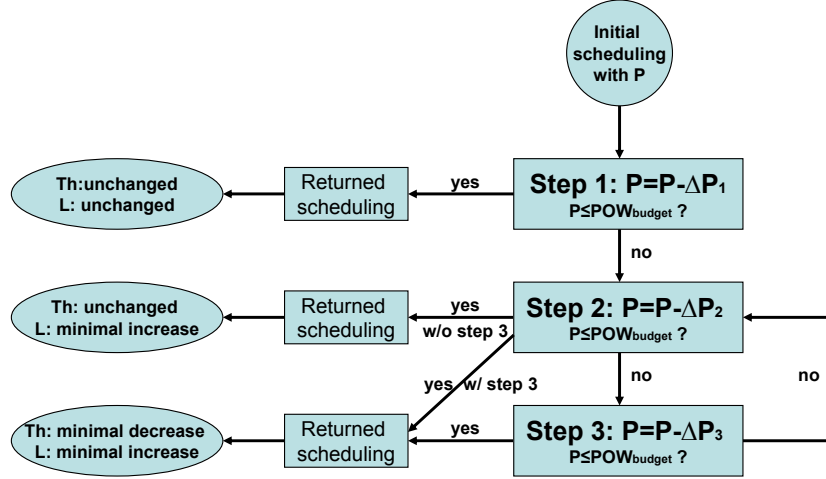 Initial
scheduling
with P
Th:unchanged
L: unchanged
Returned
scheduling
yes
Step 1: P=P-ΔP₁
P≤POWbudget ?
no
Th: unchanged
L: minimal increase
Returned
scheduling
yes
w/o step 3
Step 2: P=P-ΔP₂
P≤POWbudget ?
yes w/ step 3
no
no
Th: minimal decrease
L: minimal increase
Returned
scheduling
yes
Step 3: P=P-ΔP₃
P≤POWbudget ?